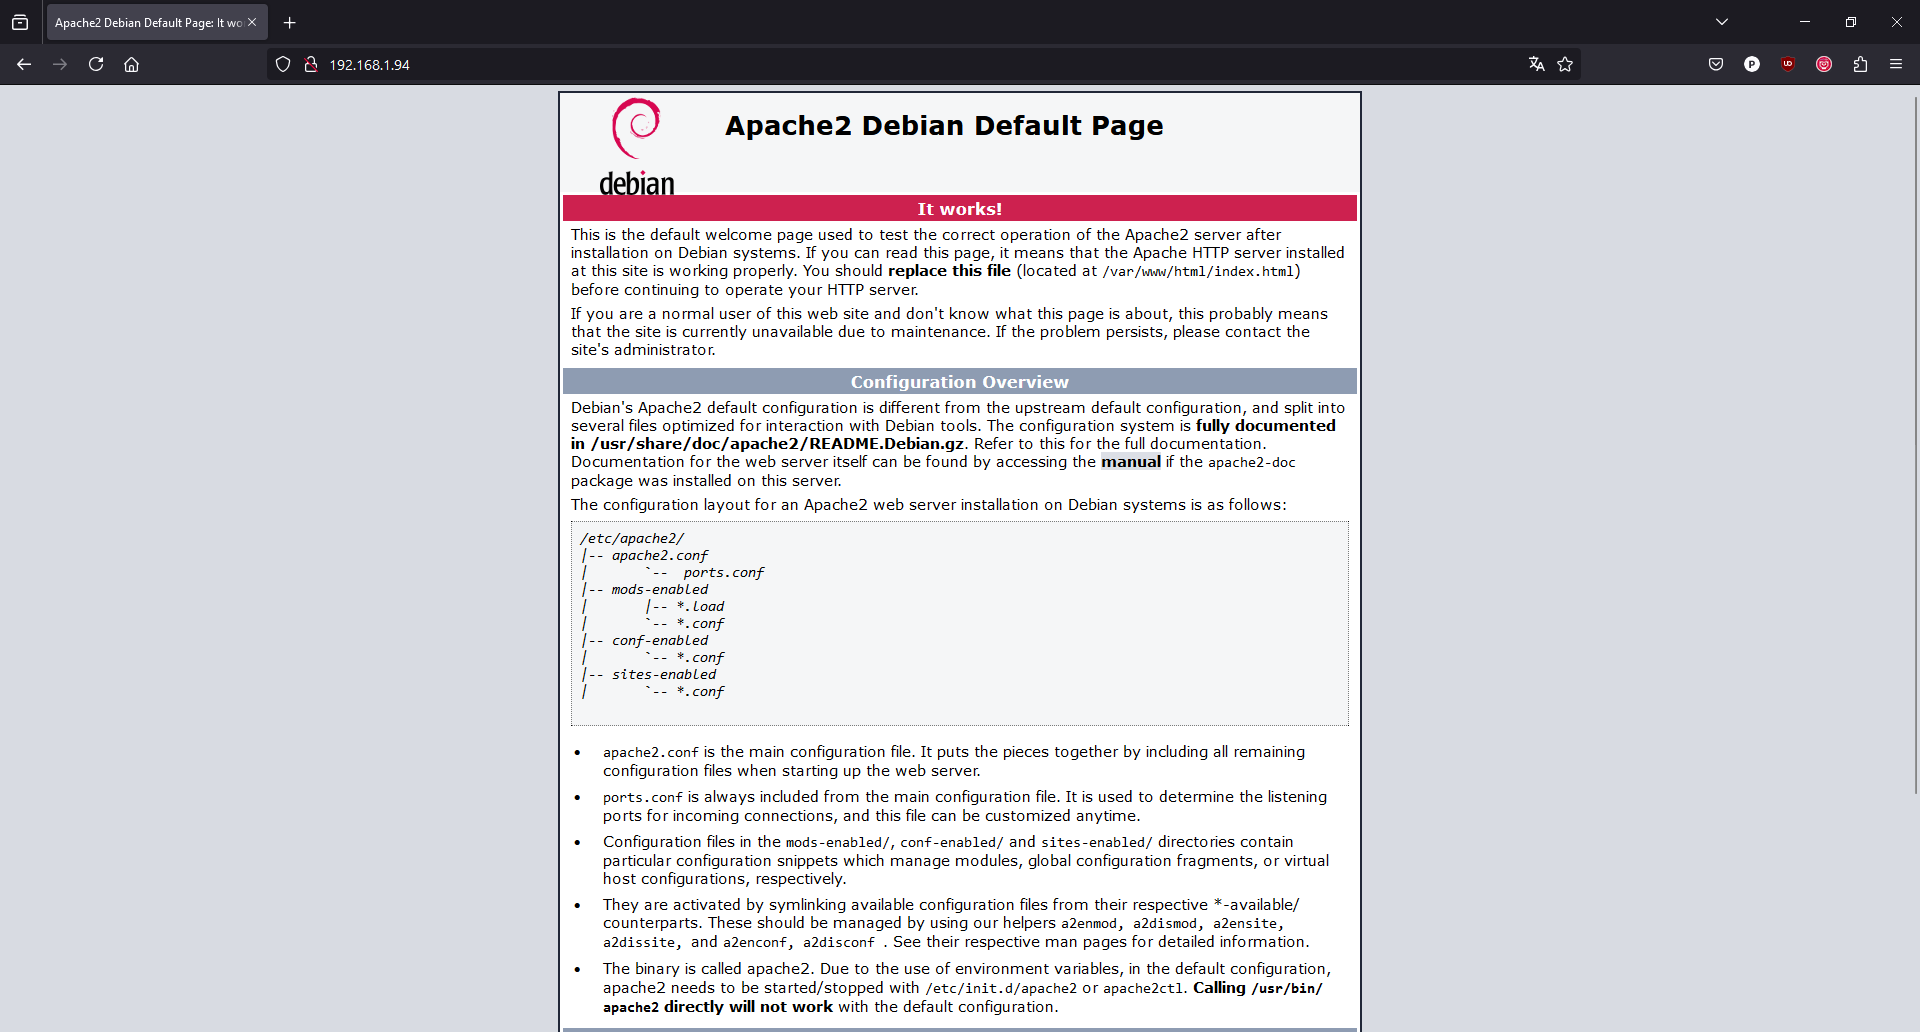 Apache2 Debian Default Page: It wo
192.168.1.94
debian
Apache2 Debian Default Page
It works!
This is the default welcome page used to test the correct operation of the Apache2 server after
installation on Debian systems. If you can read this page, it means that the Apache HTTP server installed
at this site is working properly. You should replace this file (located at /var/www/html/index.html)
before continuing to operate your HTTP server.
If you are a normal user of this web site and don't know what this page is about, this probably means
that the site is currently unavailable due to maintenance. If the problem persists, please contact the
site's administrator.
Configuration Overview
Debian's Apache2 default configuration is different from the upstream default configuration, and split into
several files optimized for interaction with Debian tools. The configuration system is fully documented
in /usr/share/doc/apache2/README.Debian.gz. Refer to this for the full documentation.
Documentation for the web server itself can be found by accessing the manual if the apache2-doc
package was installed on this server.
The configuration layout for an Apache2 web server installation on Debian systems is as follows:
/etc/apache2/
|-- apache2.conf
|       `--  ports.conf
|-- mods-enabled
|       |-- *.load
|       `-- *.conf
|-- conf-enabled
|       `-- *.conf
|-- sites-enabled
|       `-- *.conf
• apache2.conf is the main configuration file. It puts the pieces together by including all remaining
configuration files when starting up the web server.
• ports.conf is always included from the main configuration file. It is used to determine the listening
ports for incoming connections, and this file can be customized anytime.
• Configuration files in the mods-enabled/, conf-enabled/ and sites-enabled/ directories contain
particular configuration snippets which manage modules, global configuration fragments, or virtual
host configurations, respectively.
• They are activated by symlinking available configuration files from their respective *-available/
counterparts. These should be managed by using our helpers a2enmod, a2dismod, a2ensite,
a2dissite, and a2enconf, a2disconf . See their respective man pages for detailed information.
• The binary is called apache2. Due to the use of environment variables, in the default configuration,
apache2 needs to be started/stopped with /etc/init.d/apache2 or apache2ctl. Calling /usr/bin/
apache2 directly will not work with the default configuration.